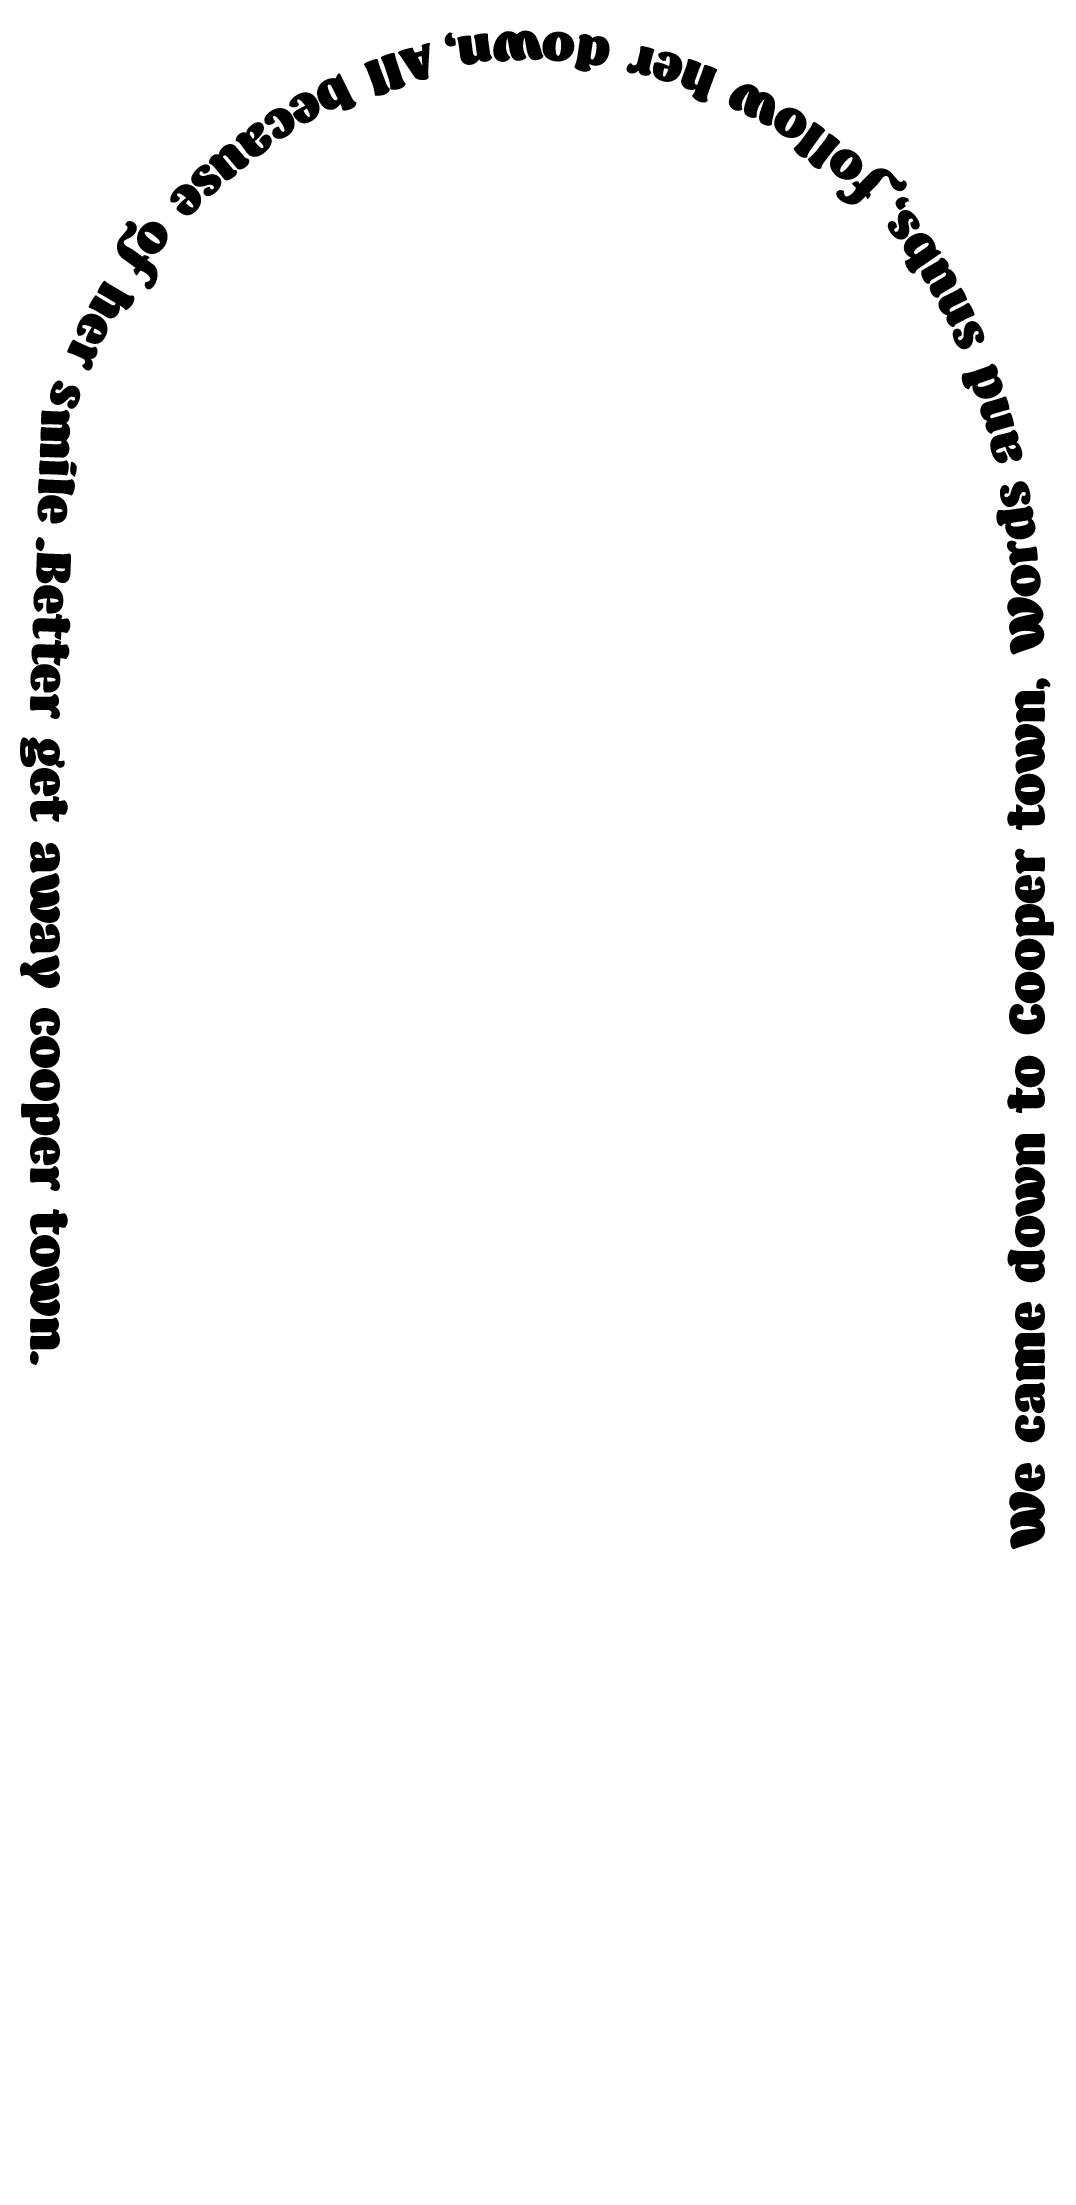 We came down to Cooper town, Words and snubs, follow her down, All because of her smile .Better get away cooper town.